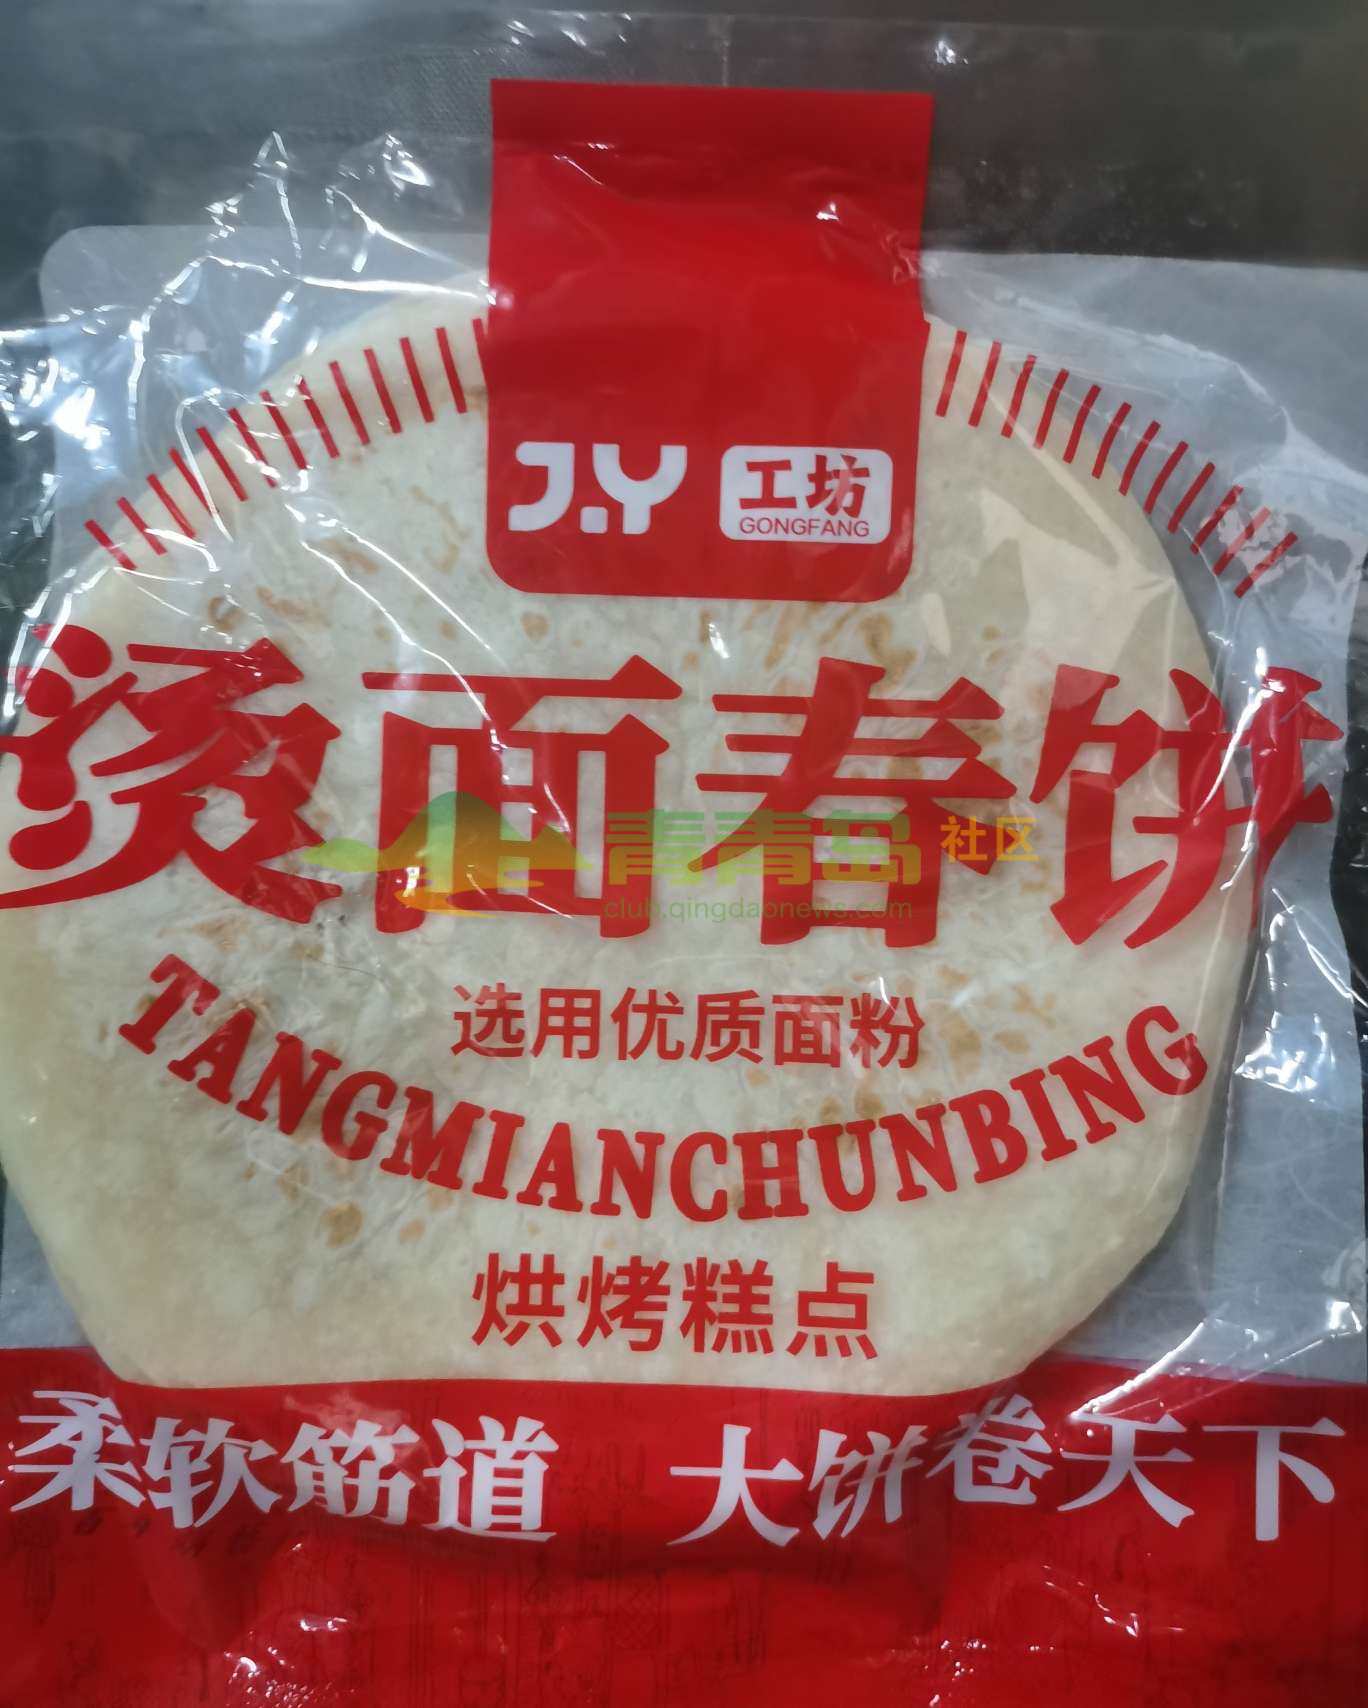 J.Y 工坊
GONGFANG
烫面春饼
青青岛 社区
club.qingdaonews.com
选用优质面粉
TANGMIANCHUNBING
烘烤糕点
柔软筋道 大饼卷天下